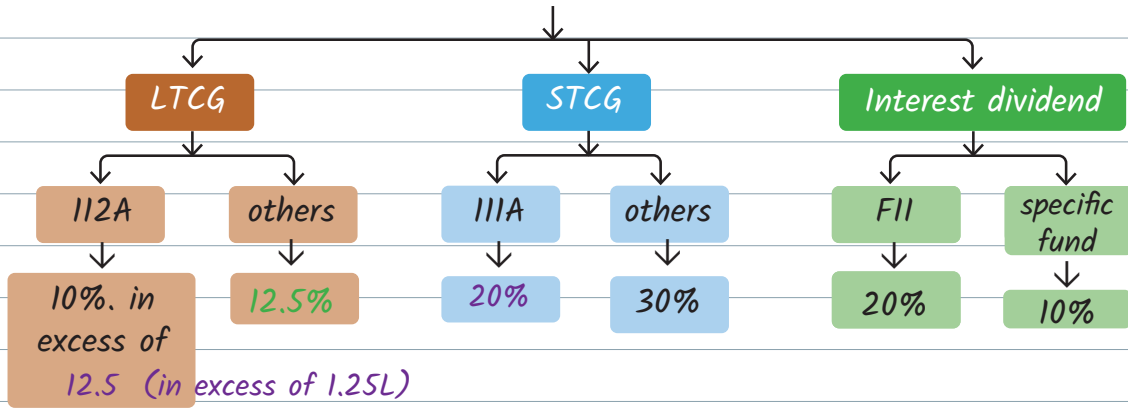 LTCG
STCG
Interest dividend
112A
others
111A
others
FII
specific
fund
10%. in
excess of
12.5 (in excess of 1.25L)
12.5%
20%
30%
20%
10%